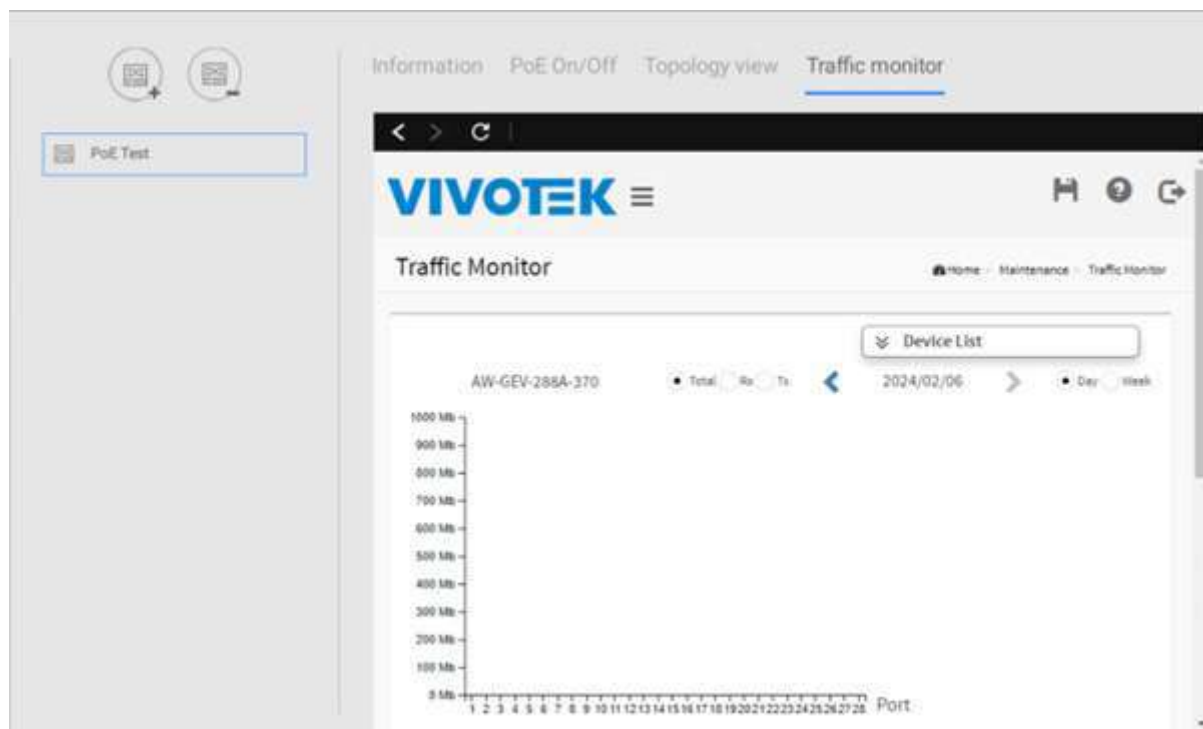 Information PoE On/Off Topology view Traffic monitor
PoE Test
VIVOTEK
Traffic Monitor
Home Maintenance Traffic Monitor
Device List
AW-GEV-288A-370 Total Rx Tx 2024/02/06 Day Week
1000 Mb
900 Mb
800 Mb
700 Mb
600 Mb
500 Mb
400 Mb
300 Mb
200 Mb
100 Mb
0 Mb
1 2 3 4 5 6 7 8 9 10 11 12 13 14 15 16 17 18 19 20 21 22 23 24 25 26 27 28 Port